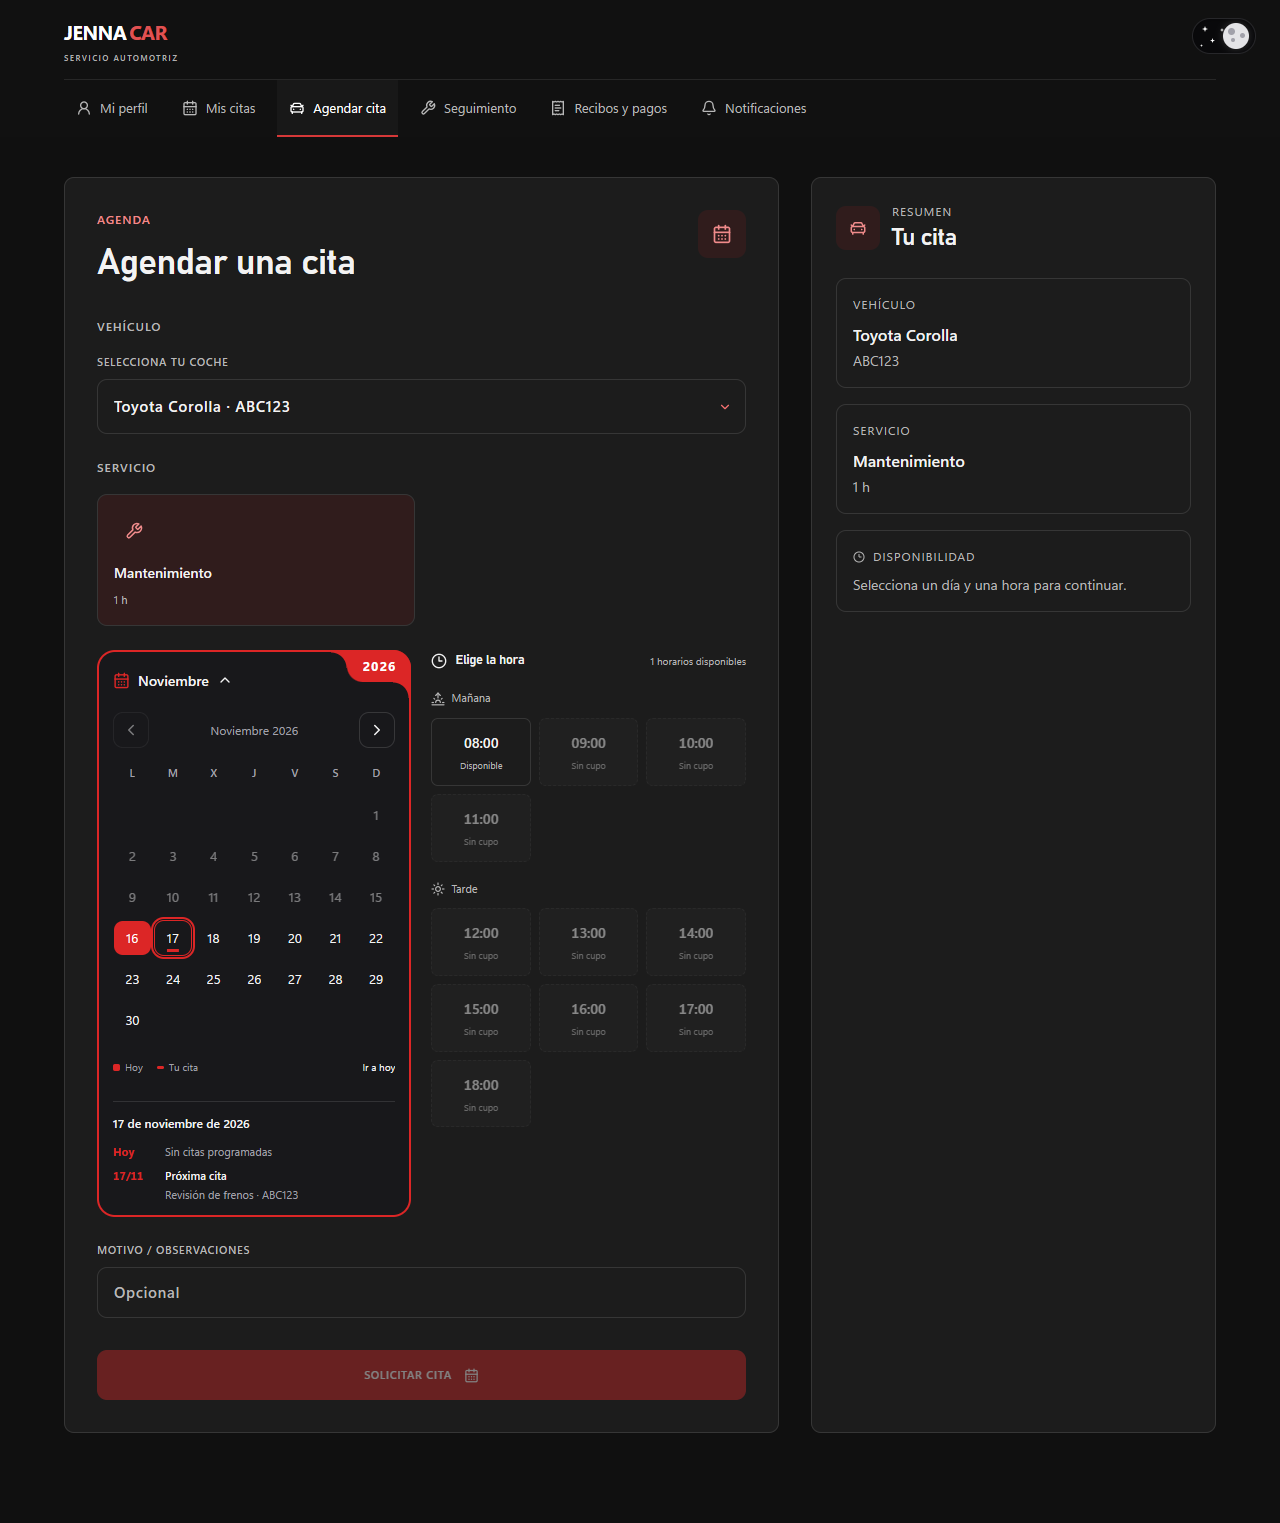 JENNA CAR
SERVICIO AUTOMOTRIZ
Mi perfil
Mis citas
Agendar cita
Seguimiento
Recibos y pagos
Notificaciones
AGENDA
Agendar una cita
VEHÍCULO
SELECCIONA TU COCHE
Toyota Corolla · ABC123
SERVICIO
Mantenimiento
1 h
Noviembre
2026
Noviembre 2026
L M X J V S D
1
2 3 4 5 6 7 8
9 10 11 12 13 14 15
16 17 18 19 20 21 22
23 24 25 26 27 28 29
30
Hoy Tu cita Ir a hoy
17 de noviembre de 2026
Hoy Sin citas programadas
17/11 Próxima cita
Revisión de frenos · ABC123
Elige la hora
1 horarios disponibles
Mañana
08:00 09:00 10:00
Disponible Sin cupo Sin cupo
11:00
Sin cupo
Tarde
12:00 13:00 14:00
Sin cupo Sin cupo Sin cupo
15:00 16:00 17:00
Sin cupo Sin cupo Sin cupo
18:00
Sin cupo
MOTIVO / OBSERVACIONES
Opcional
SOLICITAR CITA
RESUMEN
Tu cita
VEHÍCULO
Toyota Corolla
ABC123
SERVICIO
Mantenimiento
1 h
DISPONIBILIDAD
Selecciona un día y una hora para continuar.